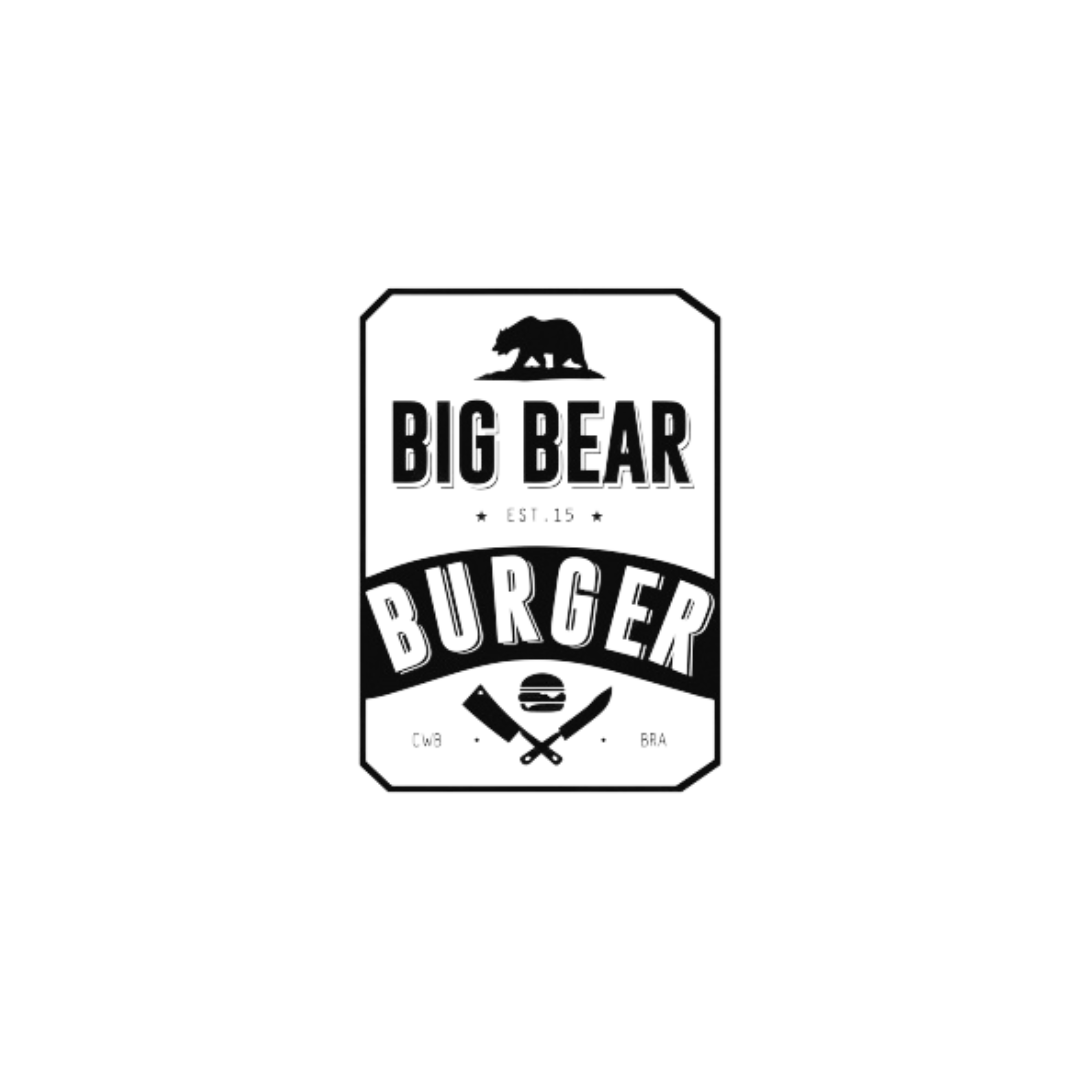 BIG BEAR
★ EST.15 ★
BURGER
CWB • • BRA